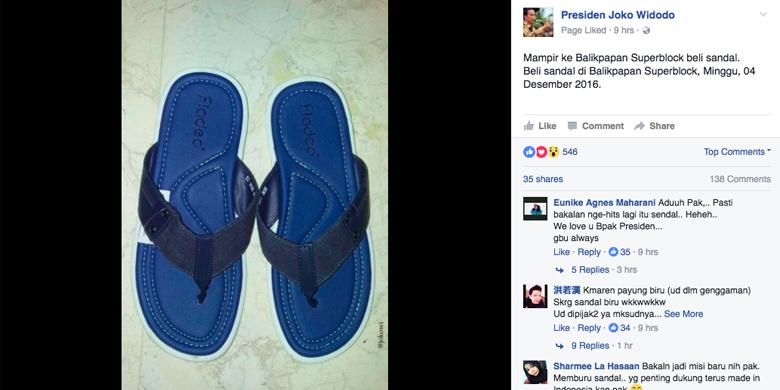 Fladeo
Fladeo
@jokowi
Presiden Joko Widodo
Page Liked · 9 hrs ·
Mampir ke Balikpapan Superblock beli sandal.
Beli sandal di Balikpapan Superblock, Minggu, 04
Desember 2016.
Like Comment Share
546 Top Comments
35 shares 138 Comments
Eunike Agnes Maharani Aduuh Pak,.. Pasti
bakalan nge-hits lagi itu sendal.. Heheh..
We love u Bpak Presiden...
gbu always
Like · Reply · 35 · 9 hrs
5 Replies · 3 hrs
洪若漢 Kmaren payung biru (ud dlm genggaman)
Skrg sandal biru wkkwwkkw
Ud dipijak2 ya mksudnya... See More
Like · Reply · 34 · 9 hrs
9 Replies · 1 hr
Sharmee La Hasaan Bakaln jadi misi baru nih pak.
Memburu sandal.. yg penting dukung terus made in
Indonesia kan pak 😁